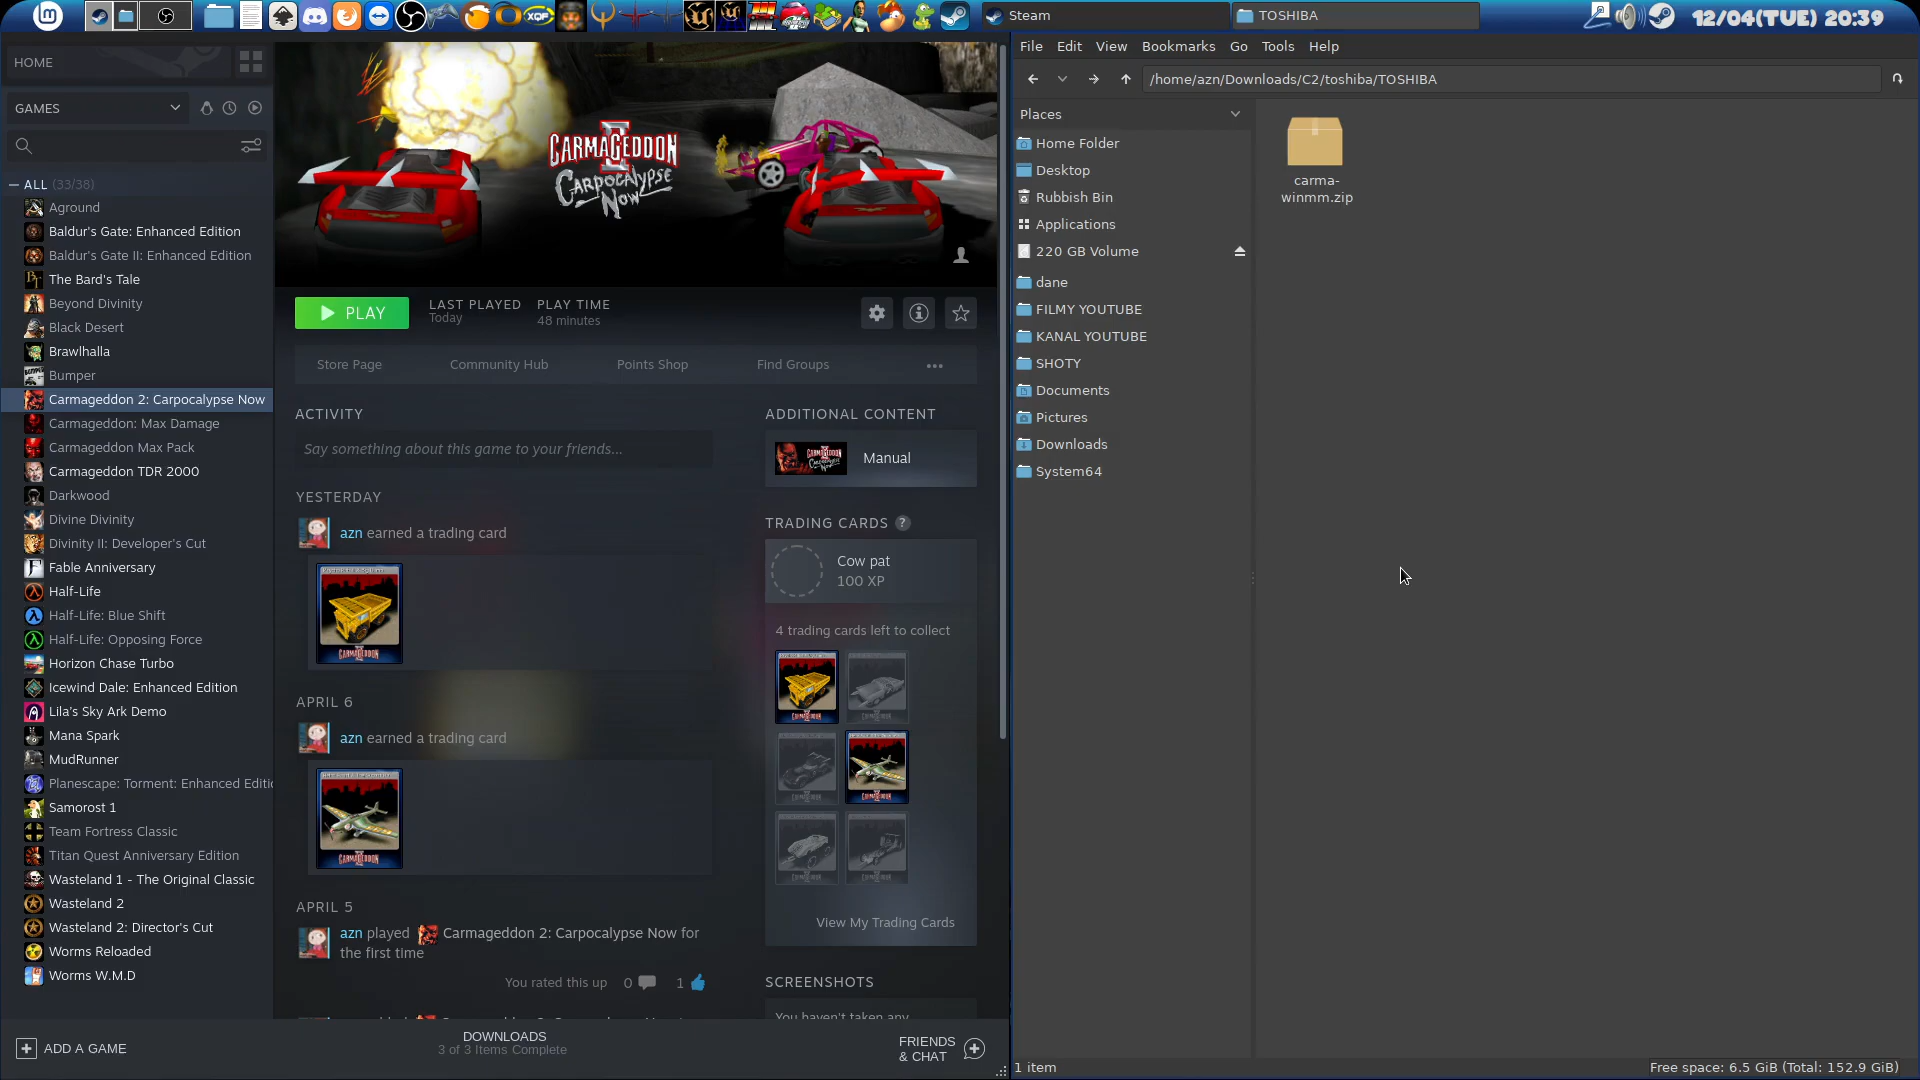 Steam
TOSHIBA
12/04(TUE) 20:39
HOME
GAMES
ALL (33/38)
Aground
Baldur's Gate: Enhanced Edition
Baldur's Gate II: Enhanced Edition
The Bard's Tale
Beyond Divinity
Black Desert
Brawlhalla
Bumper
Carmageddon 2: Carpocalypse Now
Carmageddon: Max Damage
Carmageddon Max Pack
Carmageddon TDR 2000
Darkwood
Divine Divinity
Divinity II: Developer's Cut
Fable Anniversary
Half-Life
Half-Life: Blue Shift
Half-Life: Opposing Force
Horizon Chase Turbo
Icewind Dale: Enhanced Edition
Lila's Sky Ark Demo
Mana Spark
MudRunner
Planescape: Torment: Enhanced Editi
Samorost 1
Team Fortress Classic
Titan Quest Anniversary Edition
Wasteland 1 - The Original Classic
Wasteland 2
Wasteland 2: Director's Cut
Worms Reloaded
Worms W.M.D
ADD A GAME
CARMAGEDDON
Carpocalypse
Now
PLAY
LAST PLAYED
Today
PLAY TIME
48 minutes
Store Page
Community Hub
Points Shop
Find Groups
ACTIVITY
Say something about this game to your friends...
YESTERDAY
azn earned a trading card
CARMAGEDDON
APRIL 6
azn earned a trading card
CARMAGEDDON
APRIL 5
azn played Carmageddon 2: Carpocalypse Now for
the first time
You rated this up 0 1
ADDITIONAL CONTENT
Manual
TRADING CARDS ?
Cow pat
100 XP
4 trading cards left to collect
View My Trading Cards
SCREENSHOTS
You haven't taken any
DOWNLOADS
3 of 3 Items Complete
FRIENDS
& CHAT
File Edit View Bookmarks Go Tools Help
/home/azn/Downloads/C2/toshiba/TOSHIBA
Places
Home Folder
Desktop
Rubbish Bin
Applications
220 GB Volume
dane
FILMY YOUTUBE
KANAL YOUTUBE
SHOTY
Documents
Pictures
Downloads
System64
carma-
winmm.zip
1 item
Free space: 6.5 GiB (Total: 152.9 GiB)